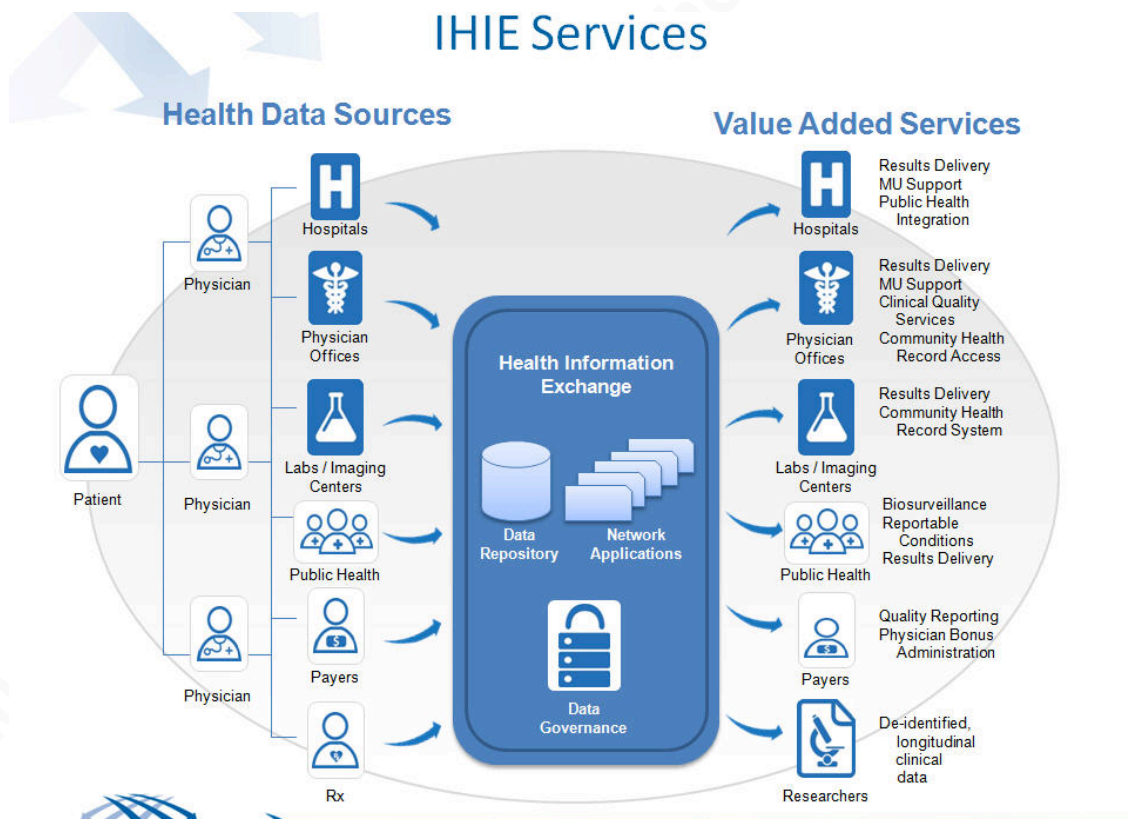 IHIE Services
Health Data Sources
Value Added Services
Patient
Physician
Physician
Physician
Hospitals
Physician
Offices
Labs / Imaging
Centers
Public Health
Payers
$
Rx
Health Information
Exchange
Data
Repository
Network
Applications
Data
Governance
H
Hospitals
Results Delivery
MU Support
Public Health
Integration
Physician
Offices
Results Delivery
MU Support
Clinical Quality
Services
Community Health
Record Access
Labs / Imaging
Centers
Results Delivery
Community Health
Record System
Public Health
Biosurveillance
Reportable
Conditions
Results Delivery
Payers
$
Quality Reporting
Physician Bonus
Administration
Researchers
De-identified,
longitudinal
clinical
data
H